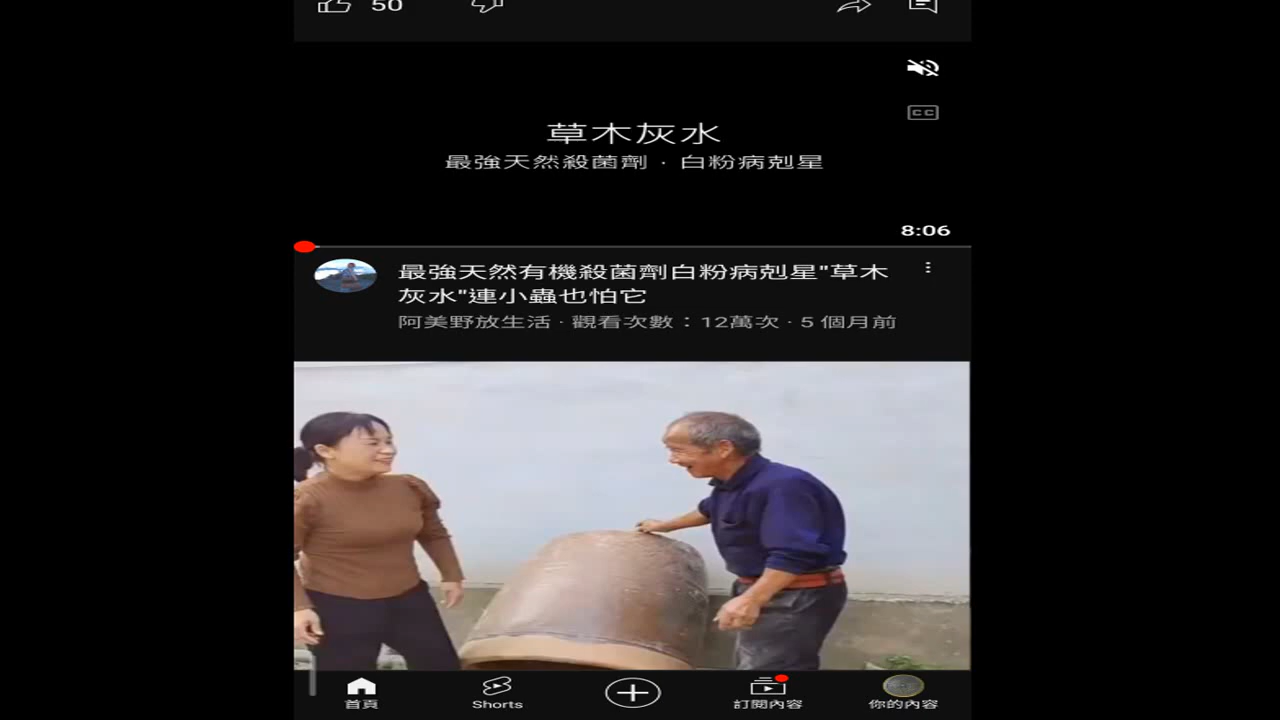 50
CC
草木灰水
最強天然殺菌劑 · 白粉病剋星
8:06
最強天然有機殺菌劑白粉病剋星"草木
灰水"連小蟲也怕它
阿美野放生活 · 觀看次數：12萬次 · 5 個月前
首頁
Shorts
訂閱內容
你的內容